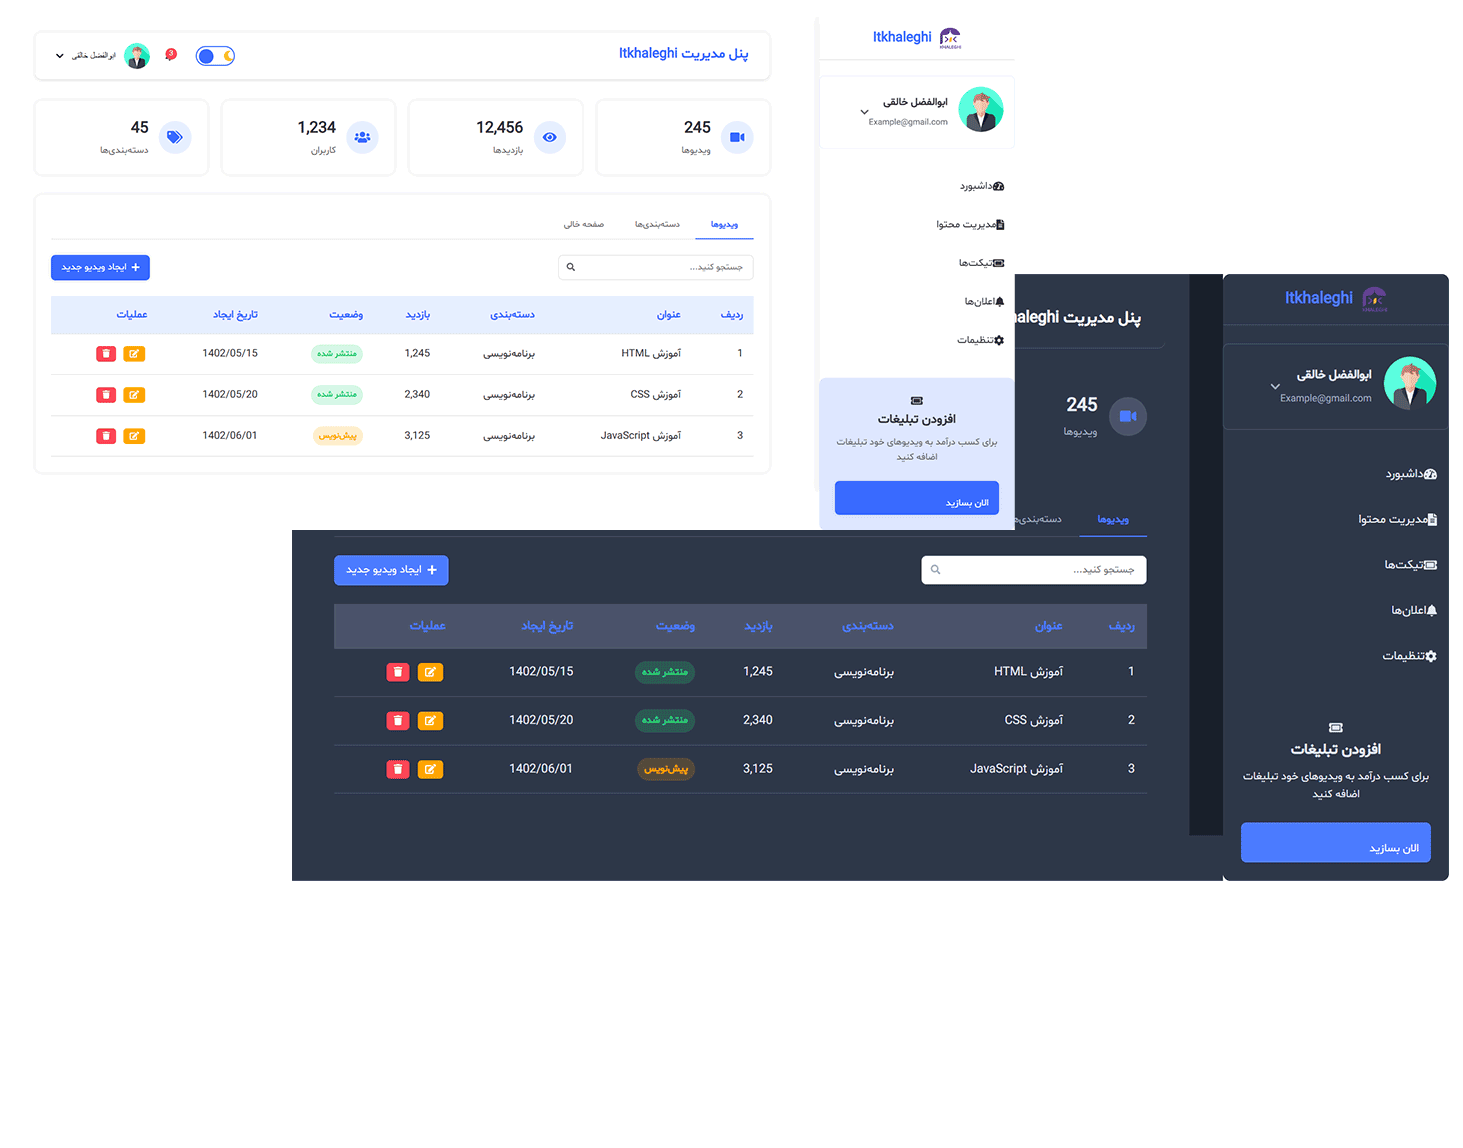 پنل مدیریت Itkhaleghi
3
ابوالفضل خالقی
245
ویدیوها
12,456
بازدیدها
1,234
کاربران
45
دسته‌بندی‌ها
ویدیوها دسته‌بندی‌ها صفحه خالی
جستجو کنید...
ایجاد ویدیو جدید
ردیف عنوان دسته‌بندی بازدید وضعیت تاریخ ایجاد عملیات
1 آموزش HTML برنامه‌نویسی 1,245 منتشر شده 1402/05/15
2 آموزش CSS برنامه‌نویسی 2,340 منتشر شده 1402/05/20
3 آموزش JavaScript برنامه‌نویسی 3,125 پیش‌نویس 1402/06/01
Itkhaleghi
ابوالفضل خالقی
Example@gmail.com
داشبورد
مدیریت محتوا
تیکت‌ها
اعلان‌ها
تنظیمات
افزودن تبلیغات
برای کسب درآمد به ویدیوهای خود تبلیغات
اضافه کنید
الان بسازید
Itkhaleghi
ابوالفضل خالقی
Example@gmail.com
داشبورد
مدیریت محتوا
تیکت‌ها
اعلان‌ها
تنظیمات
افزودن تبلیغات
برای کسب درآمد به ویدیوهای خود تبلیغات
اضافه کنید
الان بسازید
پنل مدیریت haleghi
245
ویدیوها
ویدیوها دسته‌بندی‌ه
جستجو کنید...
ایجاد ویدیو جدید
ردیف عنوان دسته‌بندی بازدید وضعیت تاریخ ایجاد عملیات
1 آموزش HTML برنامه‌نویسی 1,245 منتشر شده 1402/05/15
2 آموزش CSS برنامه‌نویسی 2,340 منتشر شده 1402/05/20
3 آموزش JavaScript برنامه‌نویسی 3,125 پیش‌نویس 1402/06/01